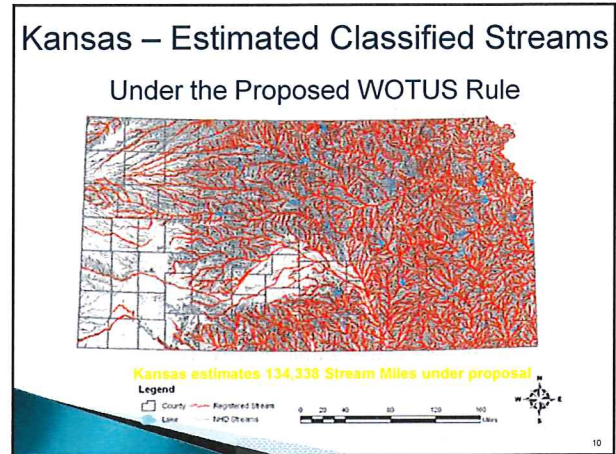 Kansas – Estimated Classified Streams
Under the Proposed WOTUS Rule
Kansas estimates 134,338 Stream Miles under proposal
Legend
County
Registered Stream
Lake
NHD Streams
0 20 40 80 120 160
Miles
N
W
E
S
10